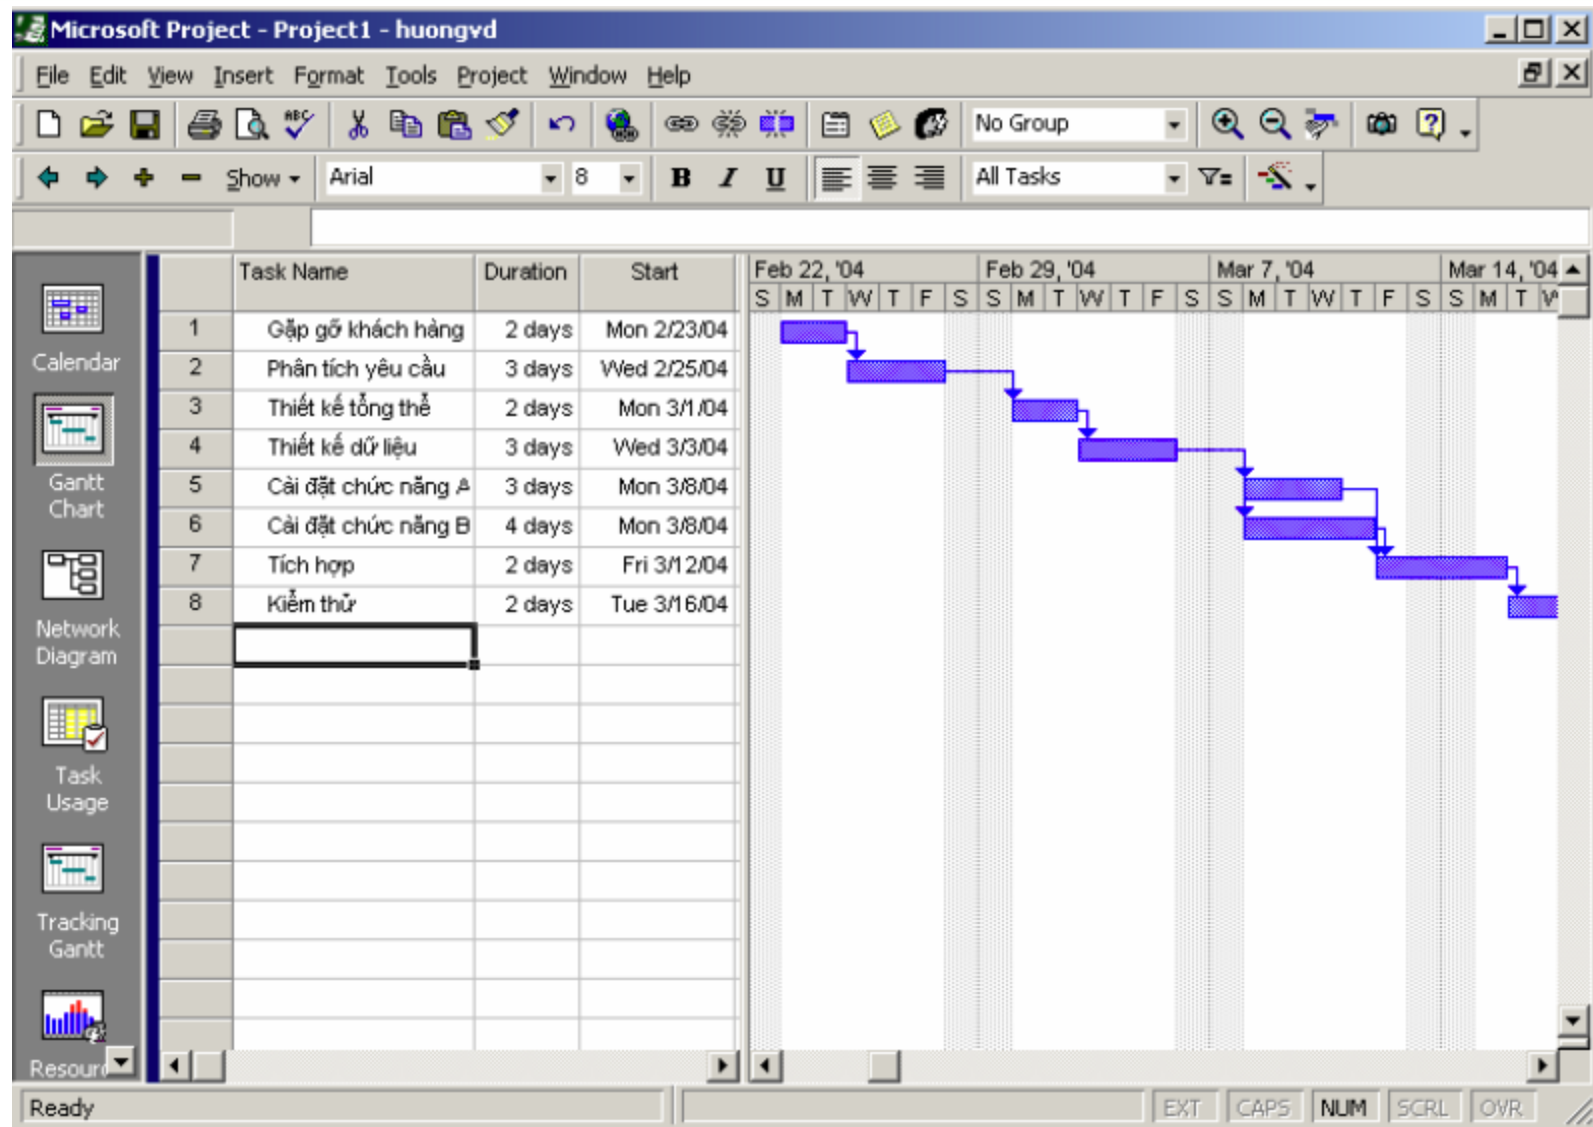 Microsoft Project - Project1 - huongvd
File Edit View Insert Format Tools Project Window Help
ABC No Group
Show Arial 8 B I U All Tasks
Calendar
Gantt
Chart
Network
Diagram
Task
Usage
Tracking
Gantt
Task Name Duration Start
1 Gặp gỡ khách hàng 2 days Mon 2/23/04
2 Phân tích yêu cầu 3 days Wed 2/25/04
3 Thiết kế tổng thể 2 days Mon 3/1/04
4 Thiết kế dữ liệu 3 days Wed 3/3/04
5 Cài đặt chức năng A 3 days Mon 3/8/04
6 Cài đặt chức năng B 4 days Mon 3/8/04
7 Tích hợp 2 days Fri 3/12/04
8 Kiểm thử 2 days Tue 3/16/04
Feb 22, '04 Feb 29, '04 Mar 7, '04 Mar 14, '04
S M T W T F S S M T W T F S S M T W T F S S M T W
Ready EXT CAPS NUM SCRL OVR